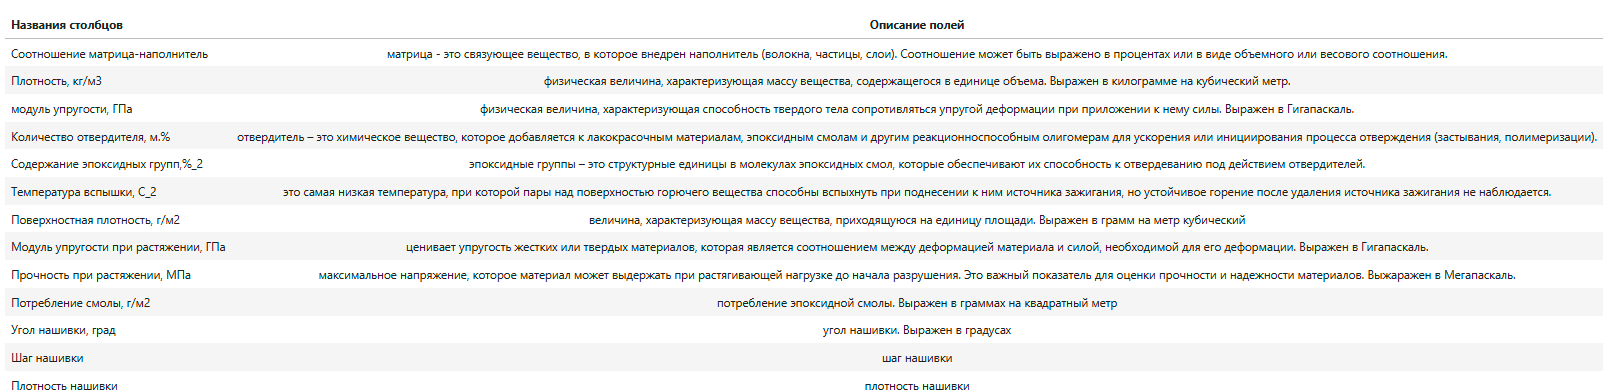 Названия столбцов Описание полей
Соотношение матрица-наполнитель матрица - это связующее вещество, в которое внедрен наполнитель (волокна, частицы, слои). Соотношение может быть выражено в процентах или в виде объемного или весового соотношения.
Плотность, кг/м3 физическая величина, характеризующая массу вещества, содержащегося в единице объема. Выражен в килограмме на кубический метр.
модуль упругости, ГПа физическая величина, характеризующая способность твердого тела сопротивляться упругой деформации при приложении к нему силы. Выражен в Гигапаскаль.
Количество отвердителя, м.% отвердитель – это химическое вещество, которое добавляется к лакокрасочным материалам, эпоксидным смолам и другим реакционноспособным олигомерам для ускорения или инициирования процесса отверждения (застывания, полимеризации).
Содержание эпоксидных групп,%_2 эпоксидные группы – это структурные единицы в молекулах эпоксидных смол, которые обеспечивают их способность к отвердеванию под действием отвердителей.
Температура вспышки, С_2 это самая низкая температура, при которой пары над поверхностью горючего вещества способны вспыхнуть при поднесении к ним источника зажигания, но устойчивое горение после удаления источника зажигания не наблюдается.
Поверхностная плотность, г/м2 величина, характеризующая массу вещества, приходящуюся на единицу площади. Выражен в грамм на метр кубический
Модуль упругости при растяжении, ГПа ценивает упругость жестких или твердых материалов, которая является соотношением между деформацией материала и силой, необходимой для его деформации. Выражен в Гигапаскаль.
Прочность при растяжении, МПа максимальное напряжение, которое материал может выдержать при растягивающей нагрузке до начала разрушения. Это важный показатель для оценки прочности и надежности материалов. Выжаражен в Мегапаскаль.
Потребление смолы, г/м2 потребление эпоксидной смолы. Выражен в граммах на квадратный метр
Угол нашивки, град угол нашивки. Выражен в градусах
Шаг нашивки шаг нашивки
Плотность нашивки плотность нашивки